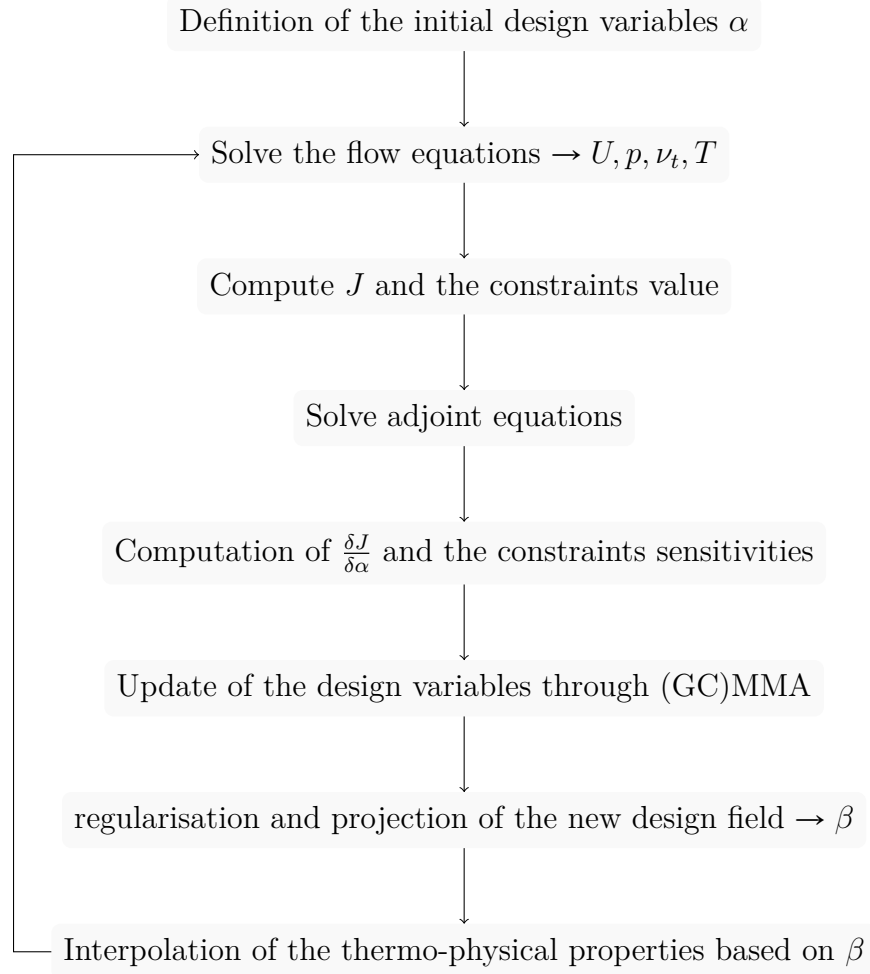 Definition of the initial design variables α
Solve the flow equations → U, p, ν_t, T
Compute J and the constraints value
Solve adjoint equations
Computation of δJ/δα and the constraints sensitivities
Update of the design variables through (GC)MMA
regularisation and projection of the new design field → β
Interpolation of the thermo-physical properties based on β